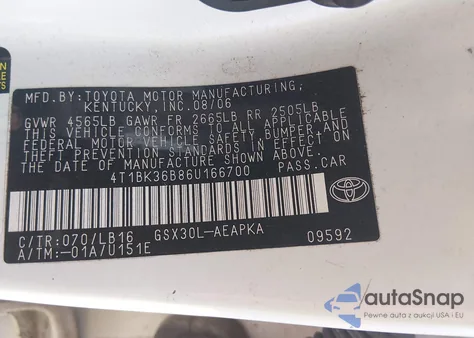 MFD.BY:TOYOTA MOTOR MANUFACTURING,
KENTUCKY,INC.08/06
GVWR 4565LB GAWR FR 2665LB RR 2505LB
THIS VEHICLE CONFORMS TO ALL APPLICABLE
FEDERAL MOTOR VEHICLE SAFETY,BUMPER,AND
THEFT PREVENTION STANDARDS IN EFFECT ON
THE DATE OF MANUFACTURE SHOWN ABOVE.
4T1BK36B86U166700 PASS.CAR
C/TR:070/LB16 GSX30L-AEAPKA
A/TM:-01A/U151E 09592
autoSnap
Pewne auta z aukcji USA i EU